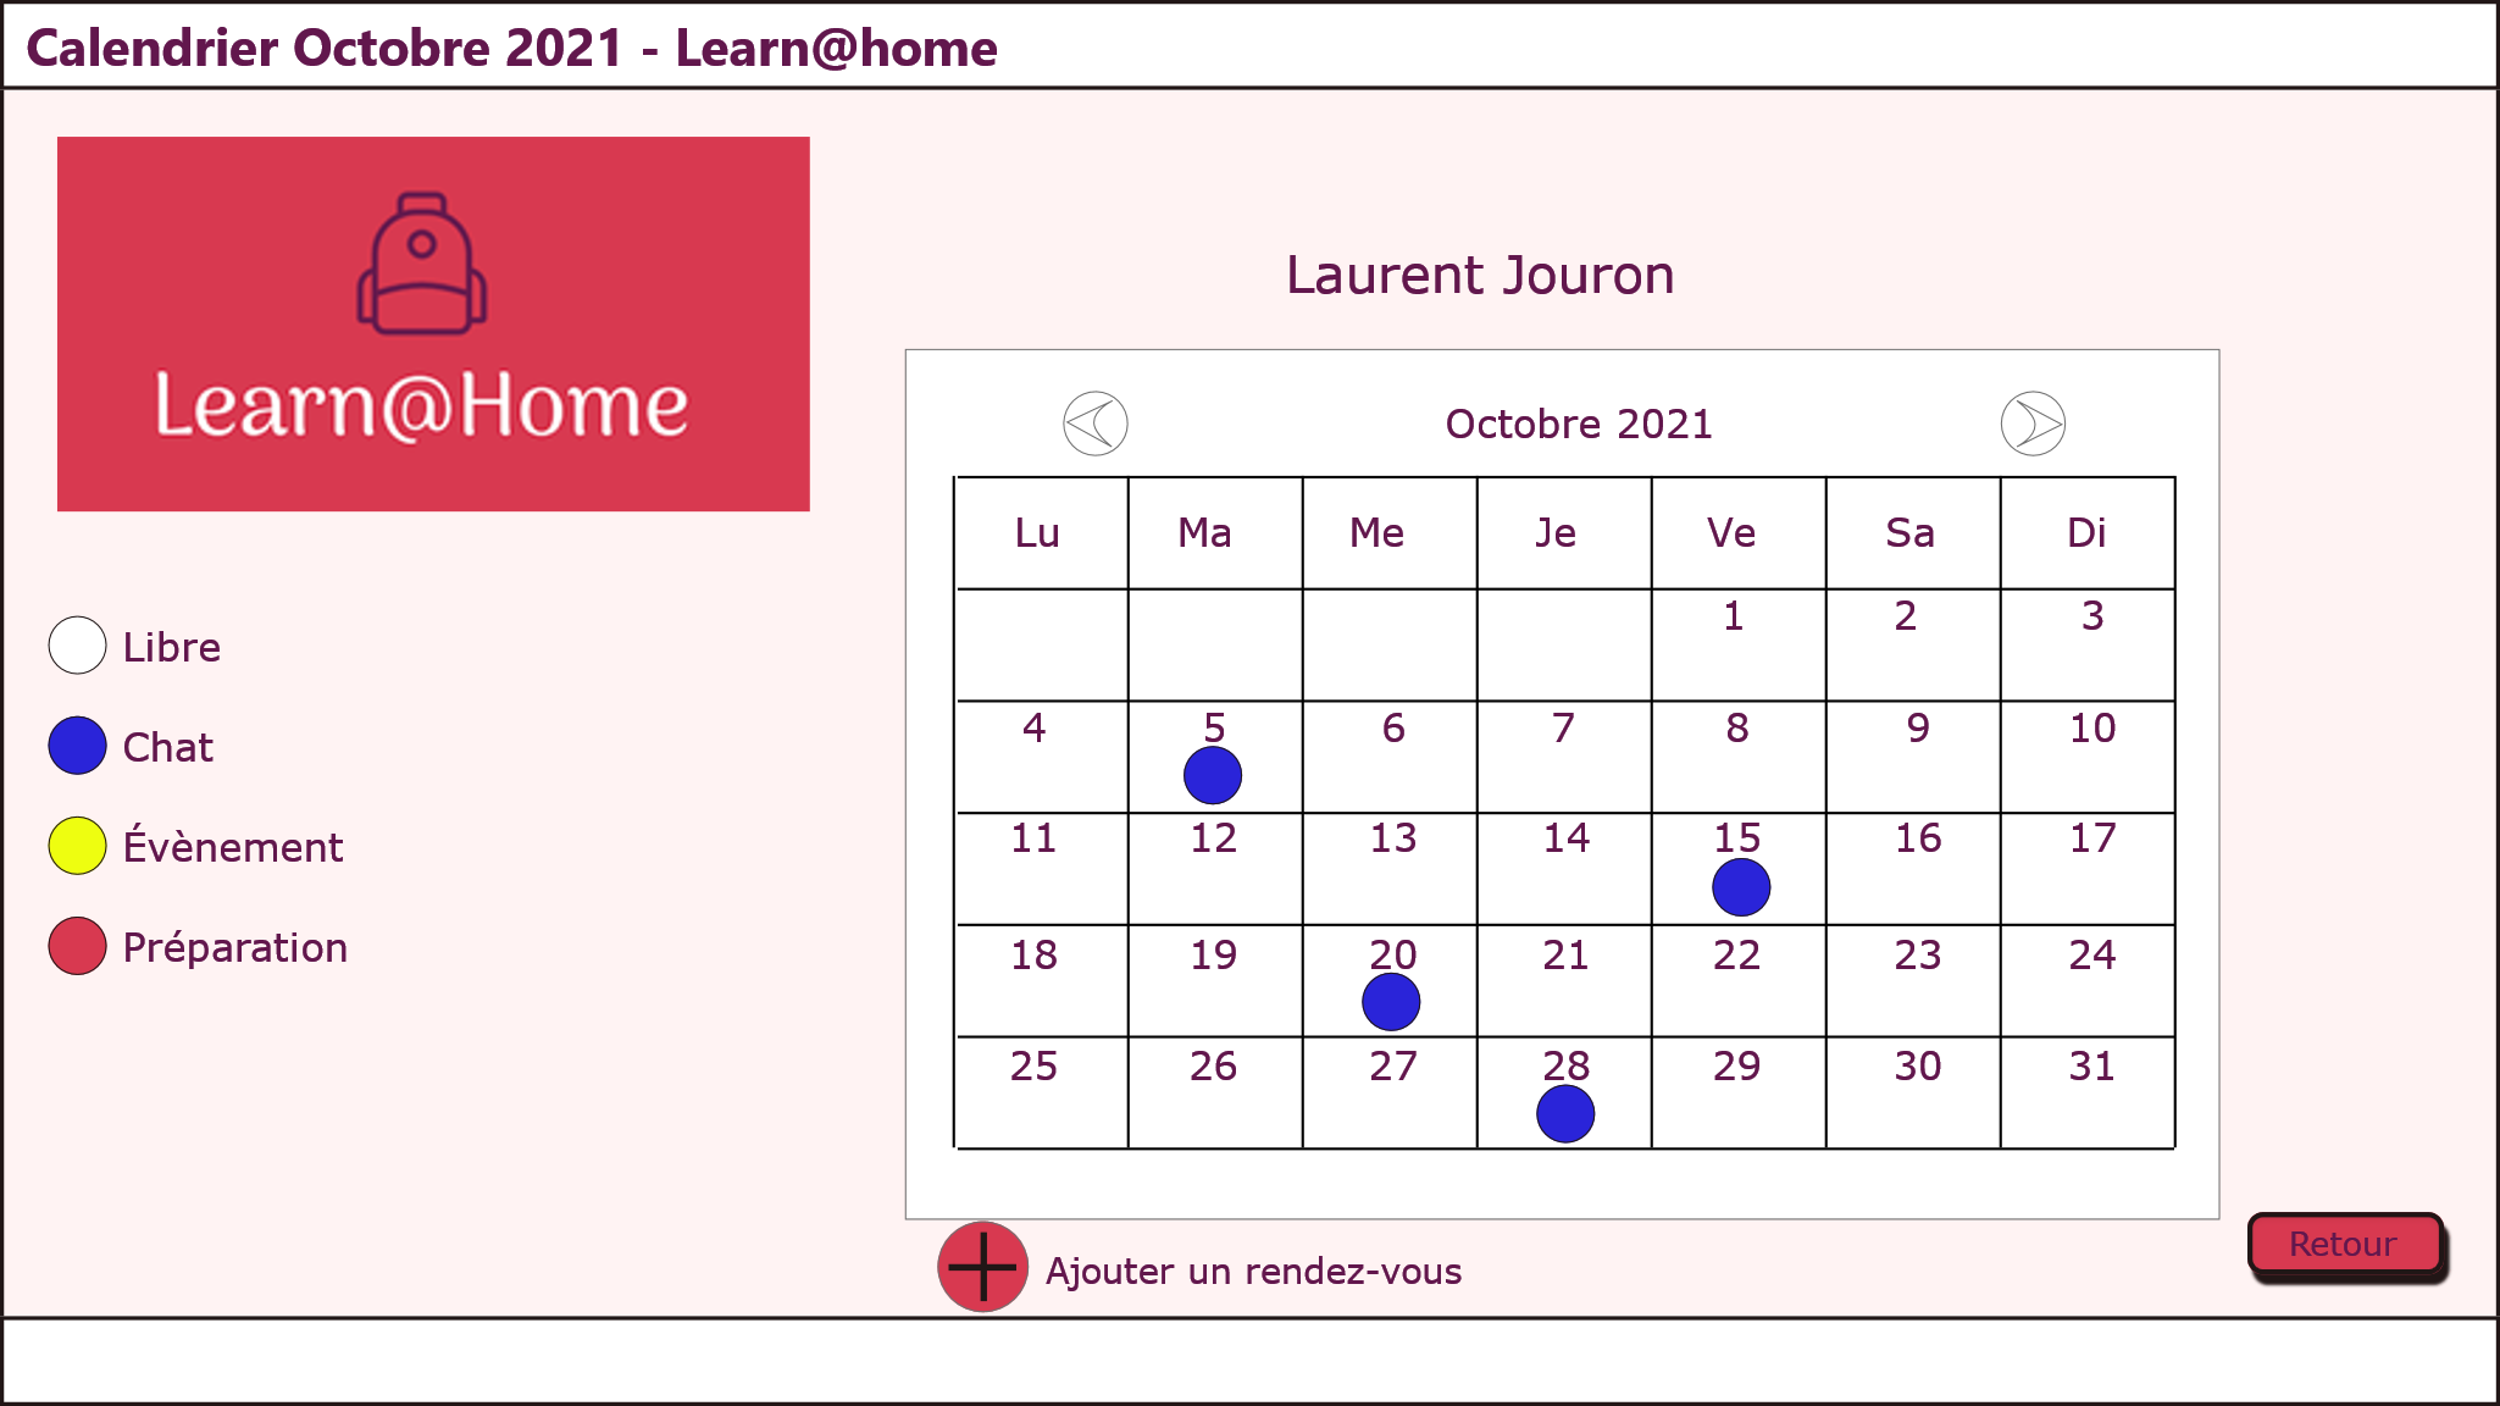 Calendrier Octobre 2021 - Learn@home
Learn@Home
Laurent Jouron
Octobre 2021
Lu Ma Me Je Ve Sa Di
1 2 3
4 5 6 7 8 9 10
11 12 13 14 15 16 17
18 19 20 21 22 23 24
25 26 27 28 29 30 31
Libre
Chat
Évènement
Préparation
Ajouter un rendez-vous
Retour